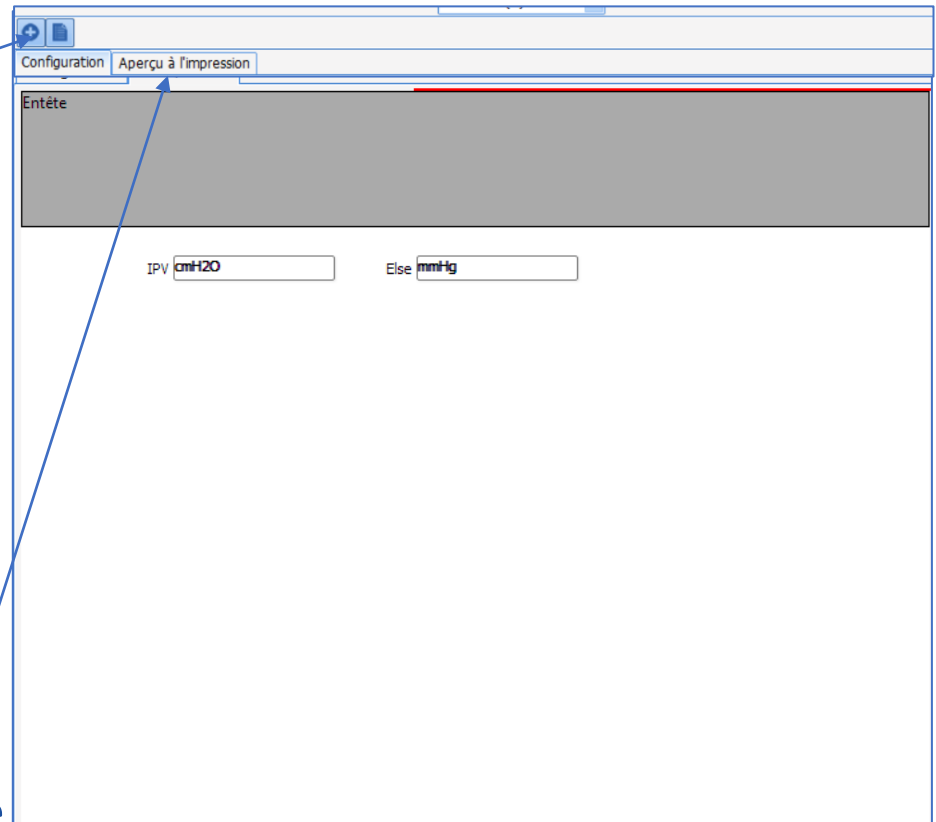 Configuration Aperçu à l'impression
Entête
IPV cmH2O Else mmHg